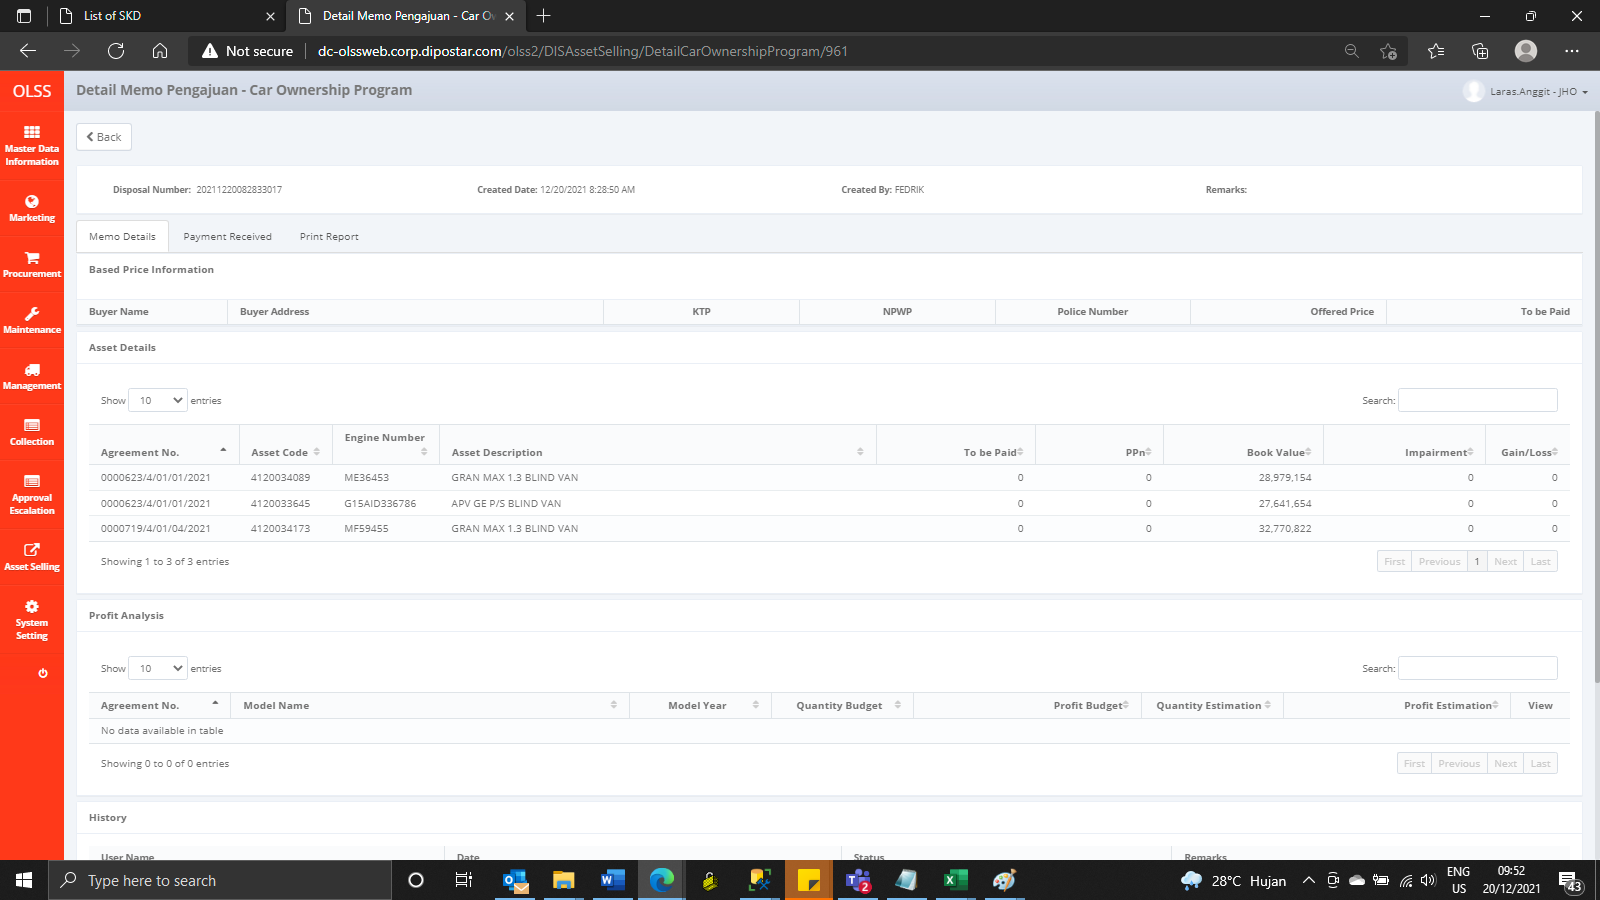 List of SKD
Detail Memo Pengajuan - Car Ow
Not secure
dc-olssweb.corp.dipostar.com/olss2/DISAssetSelling/DetailCarOwnershipProgram/961
OLSS
Detail Memo Pengajuan - Car Ownership Program
Laras.Anggit - JHO
Back
Master Data
Information
Marketing
Procurement
Maintenance
Management
Collection
Approval
Escalation
Asset Selling
System
Setting
Disposal Number: 20211220082833017
Created Date: 12/20/2021 8:28:50 AM
Created By: FEDRIK
Remarks:
Memo Details
Payment Received
Print Report
Based Price Information
Buyer Name Buyer Address KTP NPWP Police Number Offered Price To be Paid
Asset Details
Show 10 entries
Search:
Agreement No. Asset Code Engine Number Asset Description To be Paid PPn Book Value Impairment Gain/Loss
0000623/4/01/01/2021 4120034089 ME36453 GRAN MAX 1.3 BLIND VAN 0 0 28,979,154 0 0
0000623/4/01/01/2021 4120033645 G15AID336786 APV GE P/S BLIND VAN 0 0 27,641,654 0 0
0000719/4/01/04/2021 4120034173 MF59455 GRAN MAX 1.3 BLIND VAN 0 0 32,770,822 0 0
Showing 1 to 3 of 3 entries
First Previous 1 Next Last
Profit Analysis
Show 10 entries
Search:
Agreement No. Model Name Model Year Quantity Budget Profit Budget Quantity Estimation Profit Estimation View
No data available in table
Showing 0 to 0 of 0 entries
First Previous Next Last
History
User Name Date Status Remarks
Type here to search
2
28°C Hujan
ENG
US
09:52
20/12/2021
43